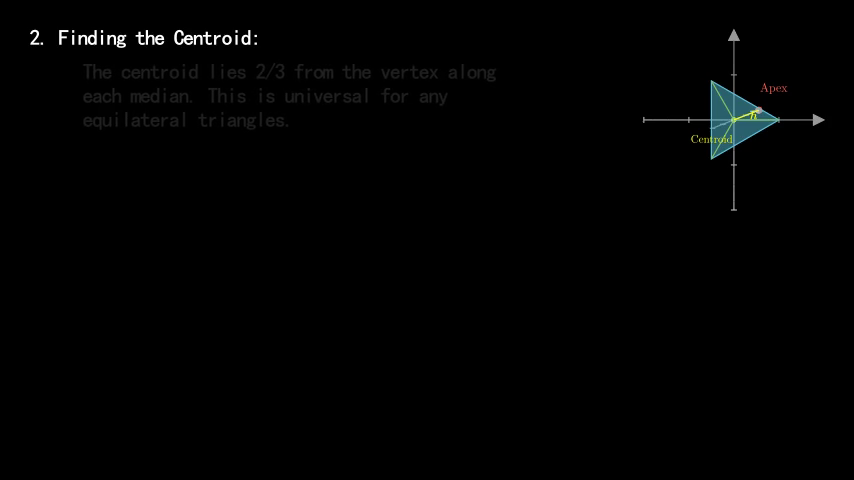 2. Finding the Centroid:
The centroid lies 2/3 from the vertex along
each median. This is universal for any
equilateral triangles.
Apex
h
Centroid